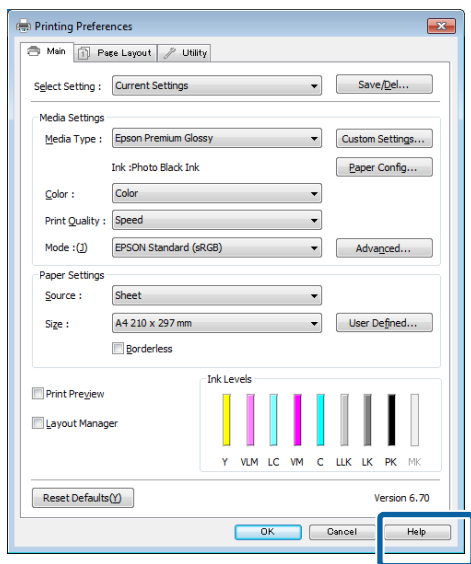 Printing Preferences
Main Page Layout Utility
Select Setting : Current Settings Save/Del...
Media Settings
Media Type : Epson Premium Glossy Custom Settings...
Ink :Photo Black Ink Paper Config...
Color : Color
Print Quality : Speed
Mode :(J) EPSON Standard (sRGB) Advanced...
Paper Settings
Source : Sheet
Size : A4 210 x 297 mm User Defined...
Borderless
Ink Levels
Print Preview
Layout Manager
Y VLM LC VM C LLK LK PK MK
Reset Defaults(Y) Version 6.70
OK Cancel Help